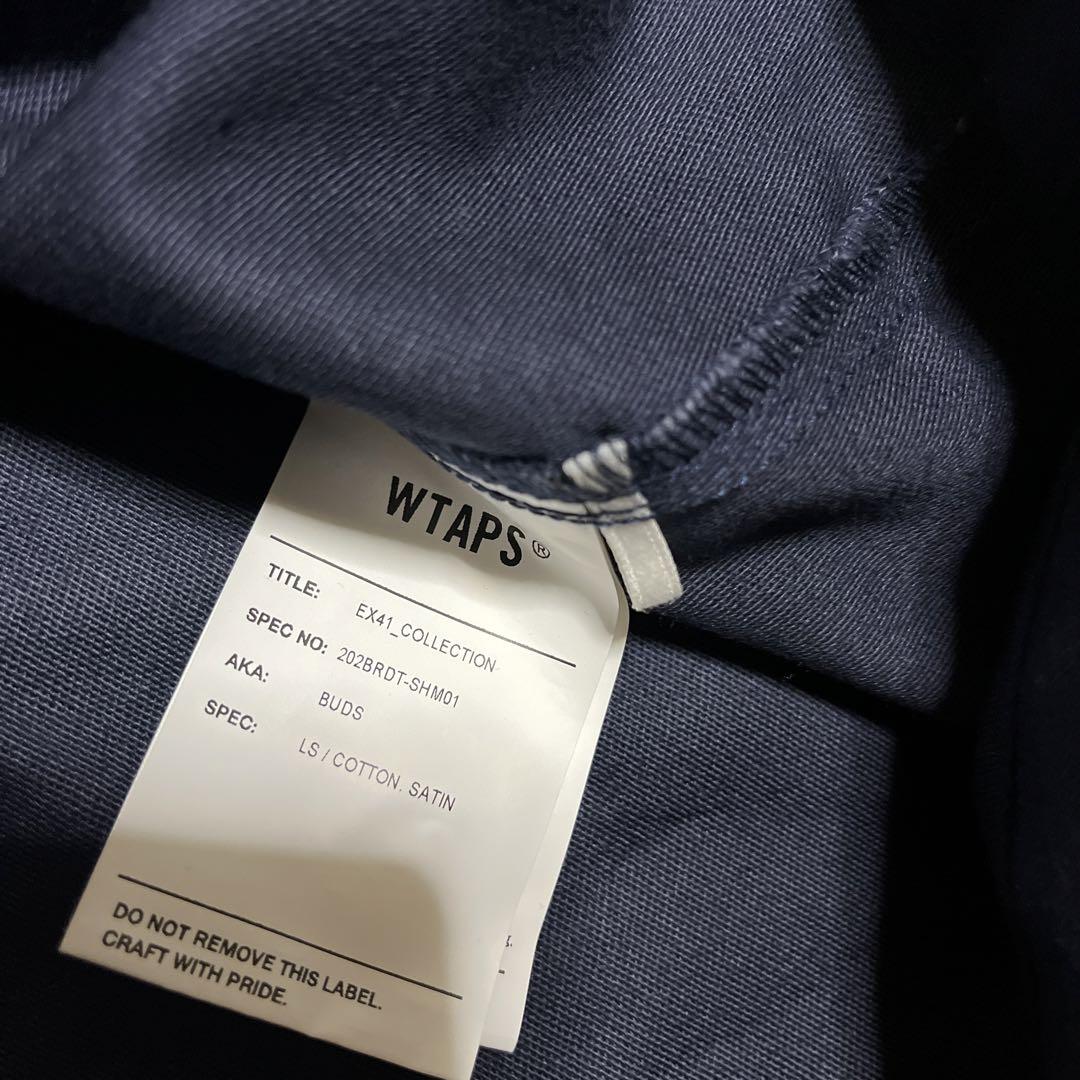 WTAPS®
TITLE: EX41_COLLECTION
SPEC NO: 202BRDT-SHM01
AKA: BUDS
SPEC: LS / COTTON. SATIN
DO NOT REMOVE THIS LABEL.
CRAFT WITH PRIDE.